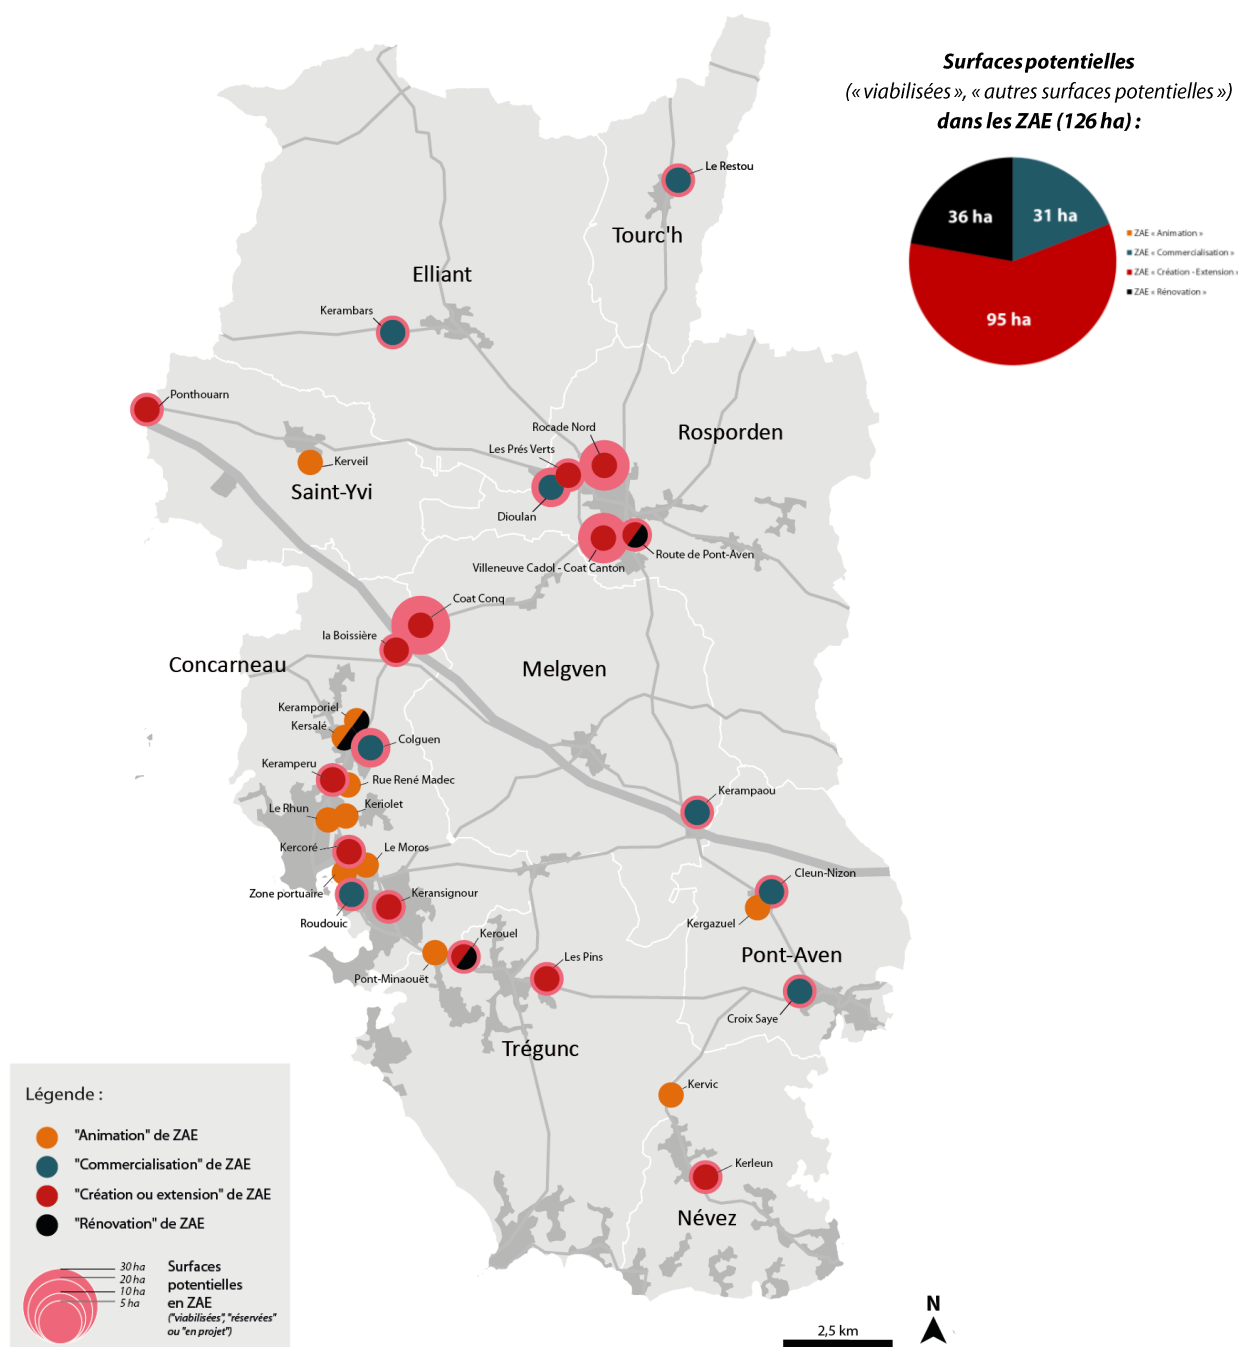 Surfaces potentielles
(« viabilisées », « autres surfaces potentielles »)
dans les ZAE (126 ha) :
36 ha
31 ha
95 ha
ZAE « Animation »
ZAE « Commercialisation »
ZAE « Création - Extension »
ZAE « Rénovation »
Le Restou
Tourc'h
Elliant
Kerambars
Ponthouarn
Rocade Nord
Rosporden
Les Prés Verts
Kerveil
Saint-Yvi
Dioulan
Route de Pont-Aven
Villeneuve Cadol - Coat Canton
Coat Conq
la Boissière
Concarneau
Melgven
Keramporiel
Kersalé
Colguen
Keramperu
Rue René Madec
Kerampaou
Le Rhun
Keriolet
Kercoré
Le Moros
Cleun-Nizon
Zone portuaire
Keransignour
Roudouic
Kergazuel
Kerouel
Pont-Aven
Les Pins
Pont-Minaouët
Croix Saye
Trégunc
Kervic
Kerleun
Névez
Légende :
"Animation" de ZAE
"Commercialisation" de ZAE
"Création ou extension" de ZAE
"Rénovation" de ZAE
30 ha
20 ha
10 ha
5 ha
Surfaces
potentielles
en ZAE
("viabilisées", "réservées"
ou "en projet")
N
2,5 km